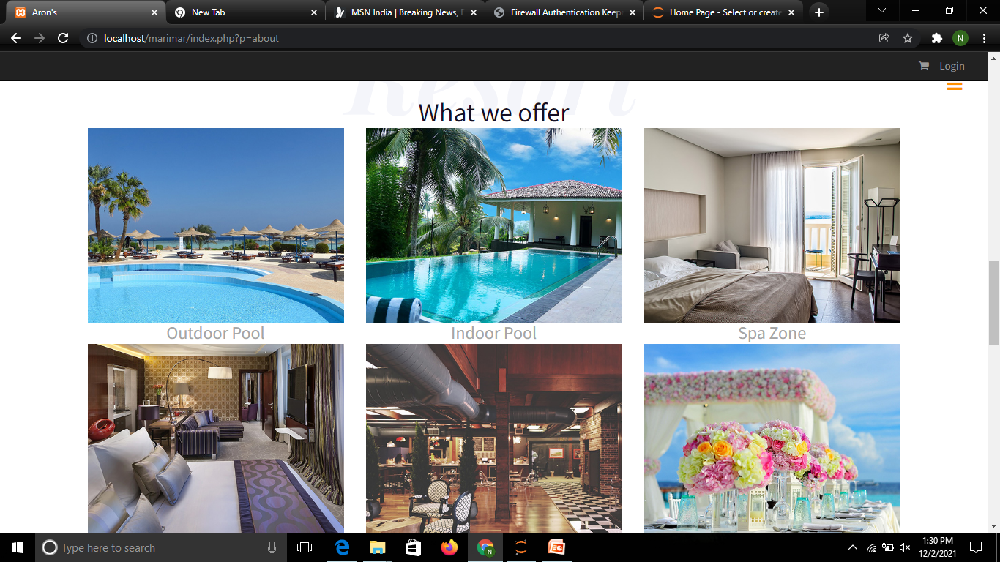 Aron's
New Tab
MSN India | Breaking News, E
Firewall Authentication Keepa
Home Page - Select or create
localhost/marimar/index.php?p=about
N
Login
Resort
What we offer
Outdoor Pool
Indoor Pool
Spa Zone
Type here to search
N
1:30 PM
12/2/2021